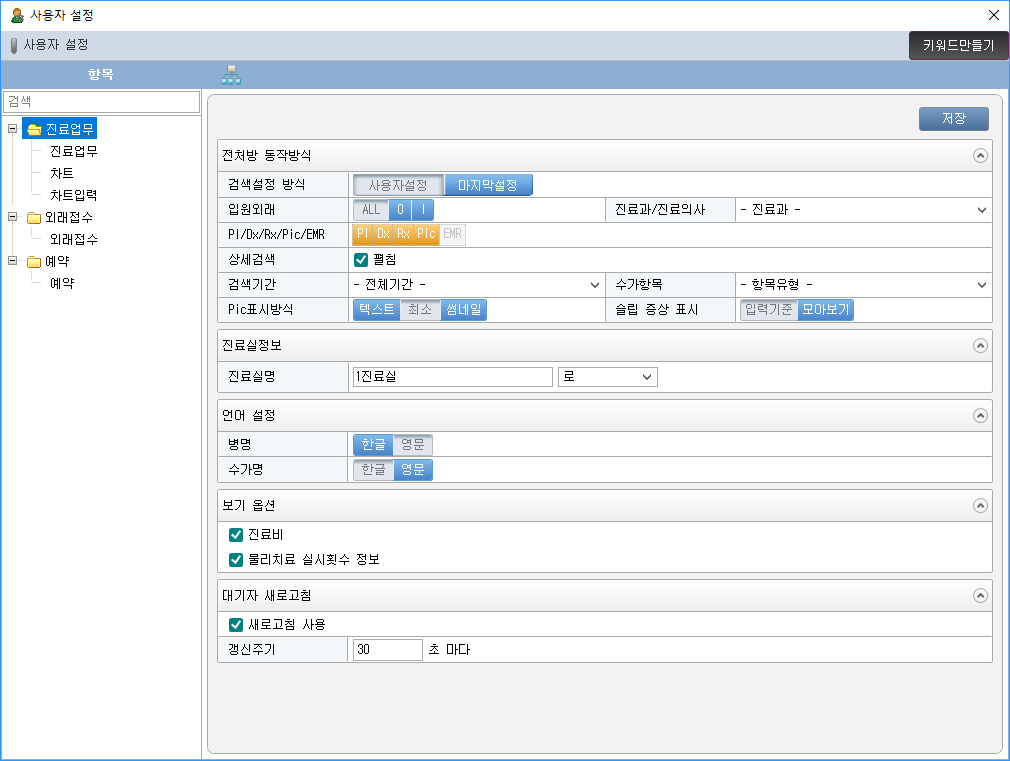 사용자 설정
사용자 설정
키워드만들기
항목
검색
진료업무
진료업무
차트
차트입력
외래접수
외래접수
예약
예약
저장
전처방 동작방식
검색설정 방식 사용자설정 마지막설정
입원외래 ALL O I 진료과/진료의사 - 진료과 -
PI/Dx/Rx/Pic/EMR PI Dx Rx Pic EMR
상세검색 펼침
검색기간 - 전체기간 - 수가항목 - 항목유형 -
Pic표시방식 텍스트 최소 썸네일 슬립 증상 표시 입력기준 모아보기
진료실정보
진료실명 1진료실 로
언어 설정
병명 한글 영문
수가명 한글 영문
보기 옵션
진료비
물리치료 실시횟수 정보
대기자 새로고침
새로고침 사용
갱신주기 30 초 마다